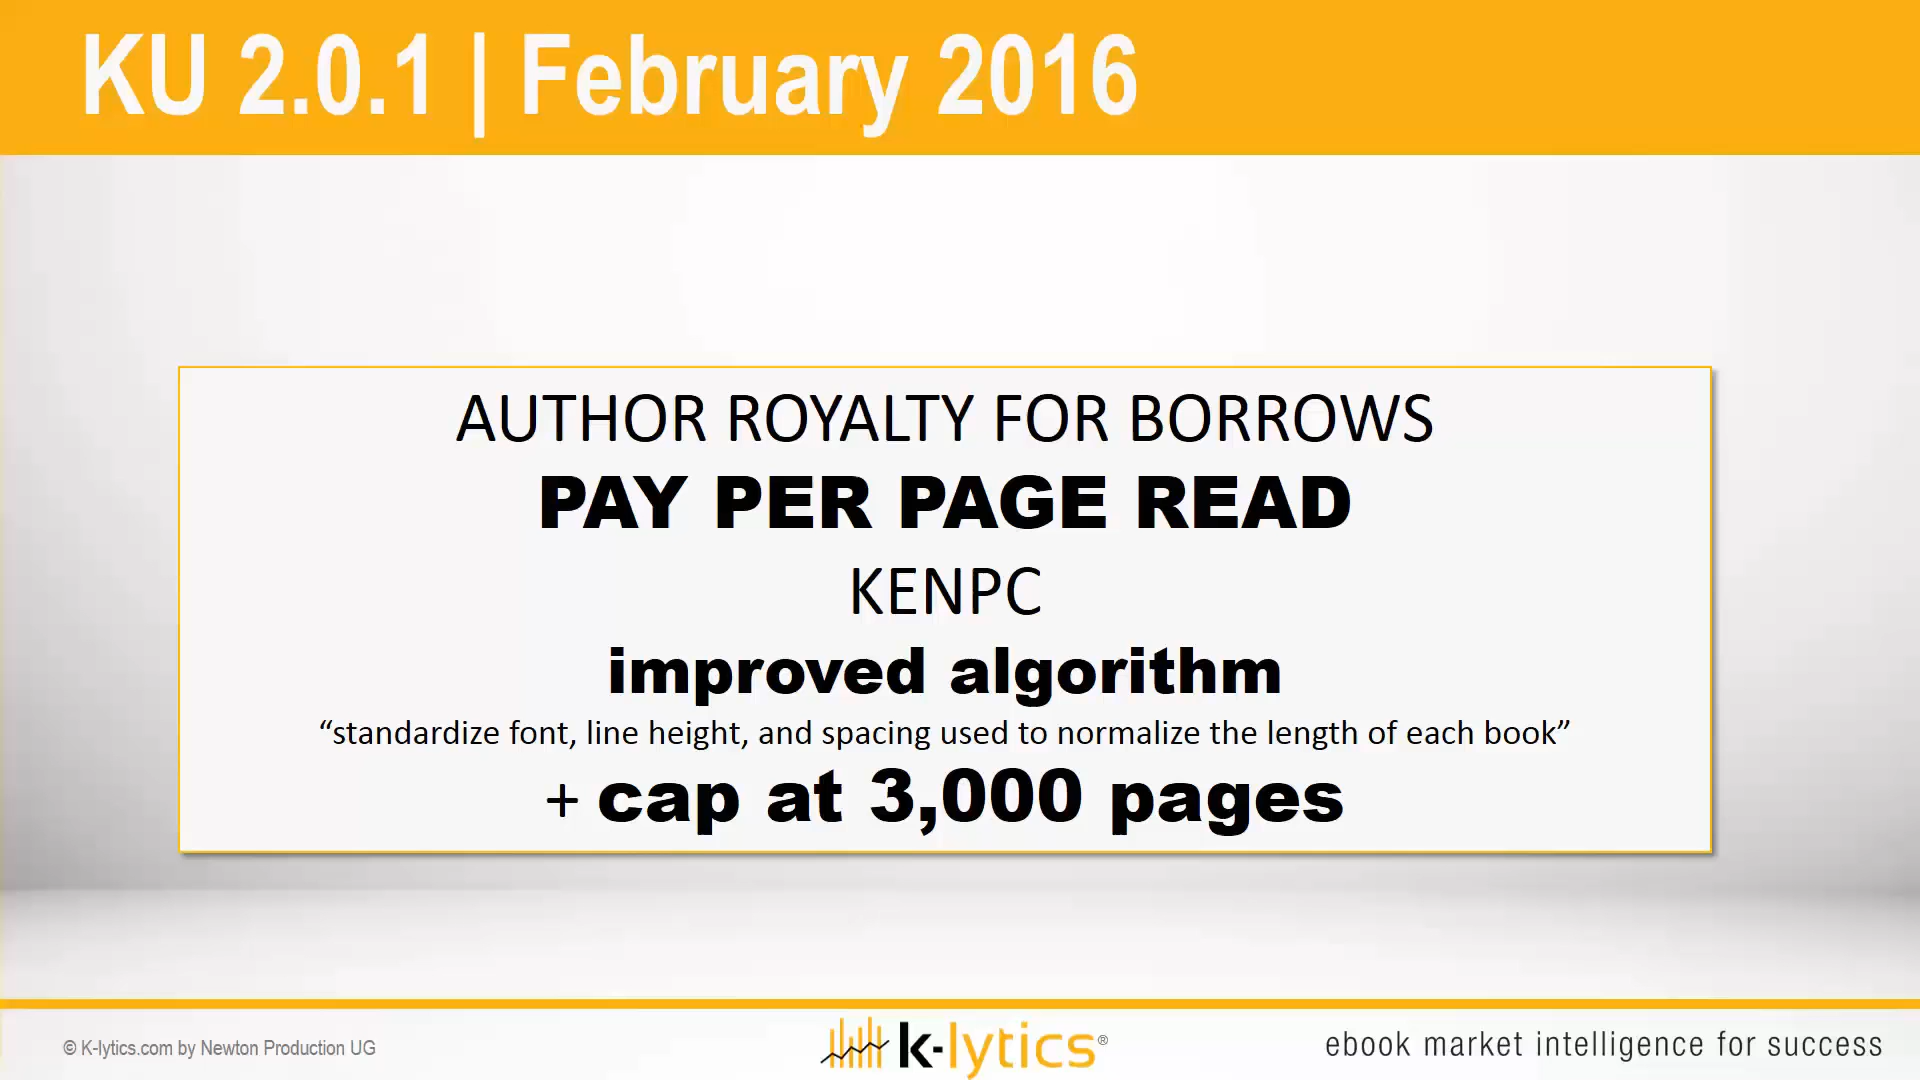 KU 2.0.1 | February 2016
AUTHOR ROYALTY FOR BORROWS
PAY PER PAGE READ
KENPC
improved algorithm
“standardize font, line height, and spacing used to normalize the length of each book”
+ cap at 3,000 pages
© K-lytics.com by Newton Production UG
k-lytics®
ebook market intelligence for success